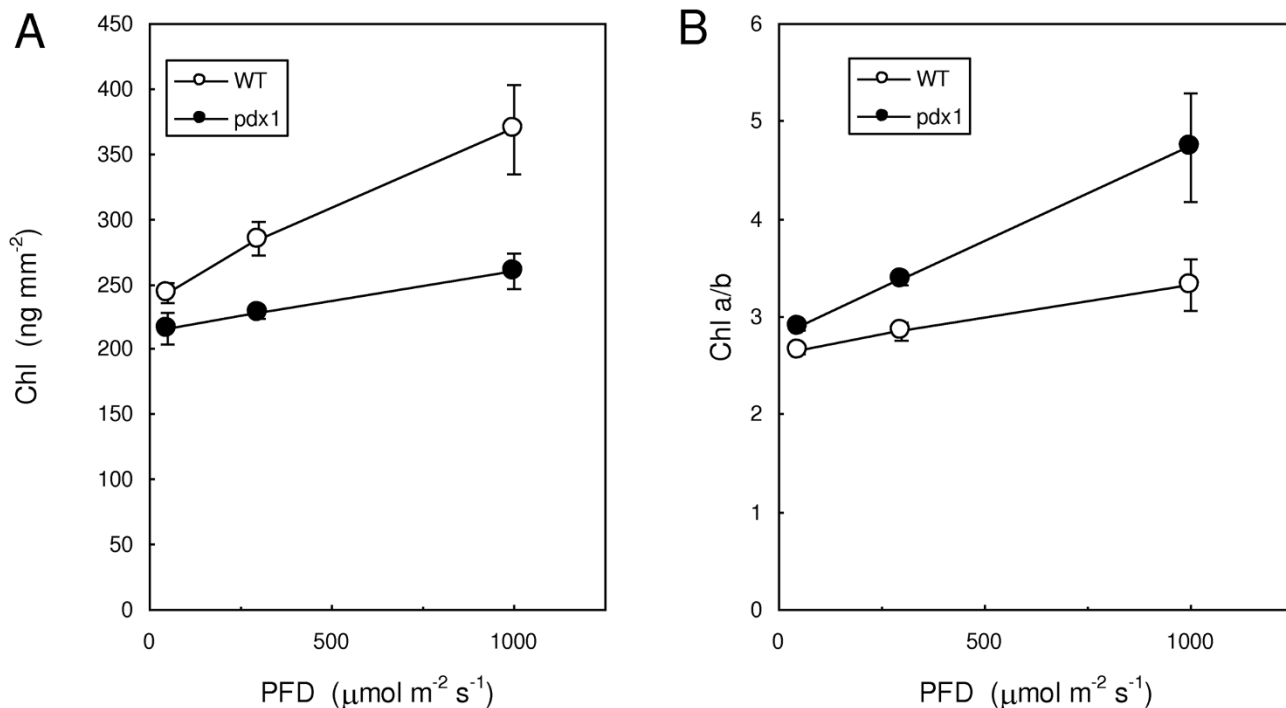 A
450
400
350
300
250
200
150
100
50
0
Chl (ng mm⁻²)
WT
pdx1
0 500 1000
PFD (μmol m⁻² s⁻¹)
B
6
5
4
3
2
1
0
Chl a/b
WT
pdx1
0 500 1000
PFD (μmol m⁻² s⁻¹)